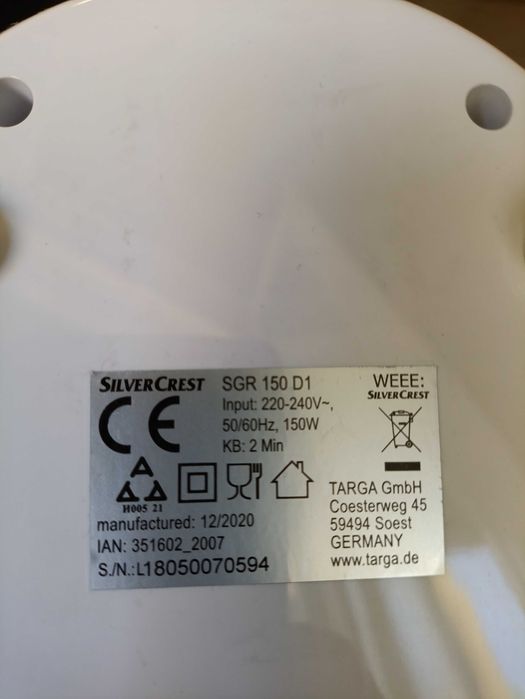 SILVERCREST SGR 150 D1
Input: 220-240V~,
50/60Hz, 150W
KB: 2 Min
WEEE:
SILVERCREST
CE
H005 21
manufactured: 12/2020
IAN: 351602_2007
S./N.:L18050070594
TARGA GmbH
Coesterweg 45
59494 Soest
GERMANY
www.targa.de